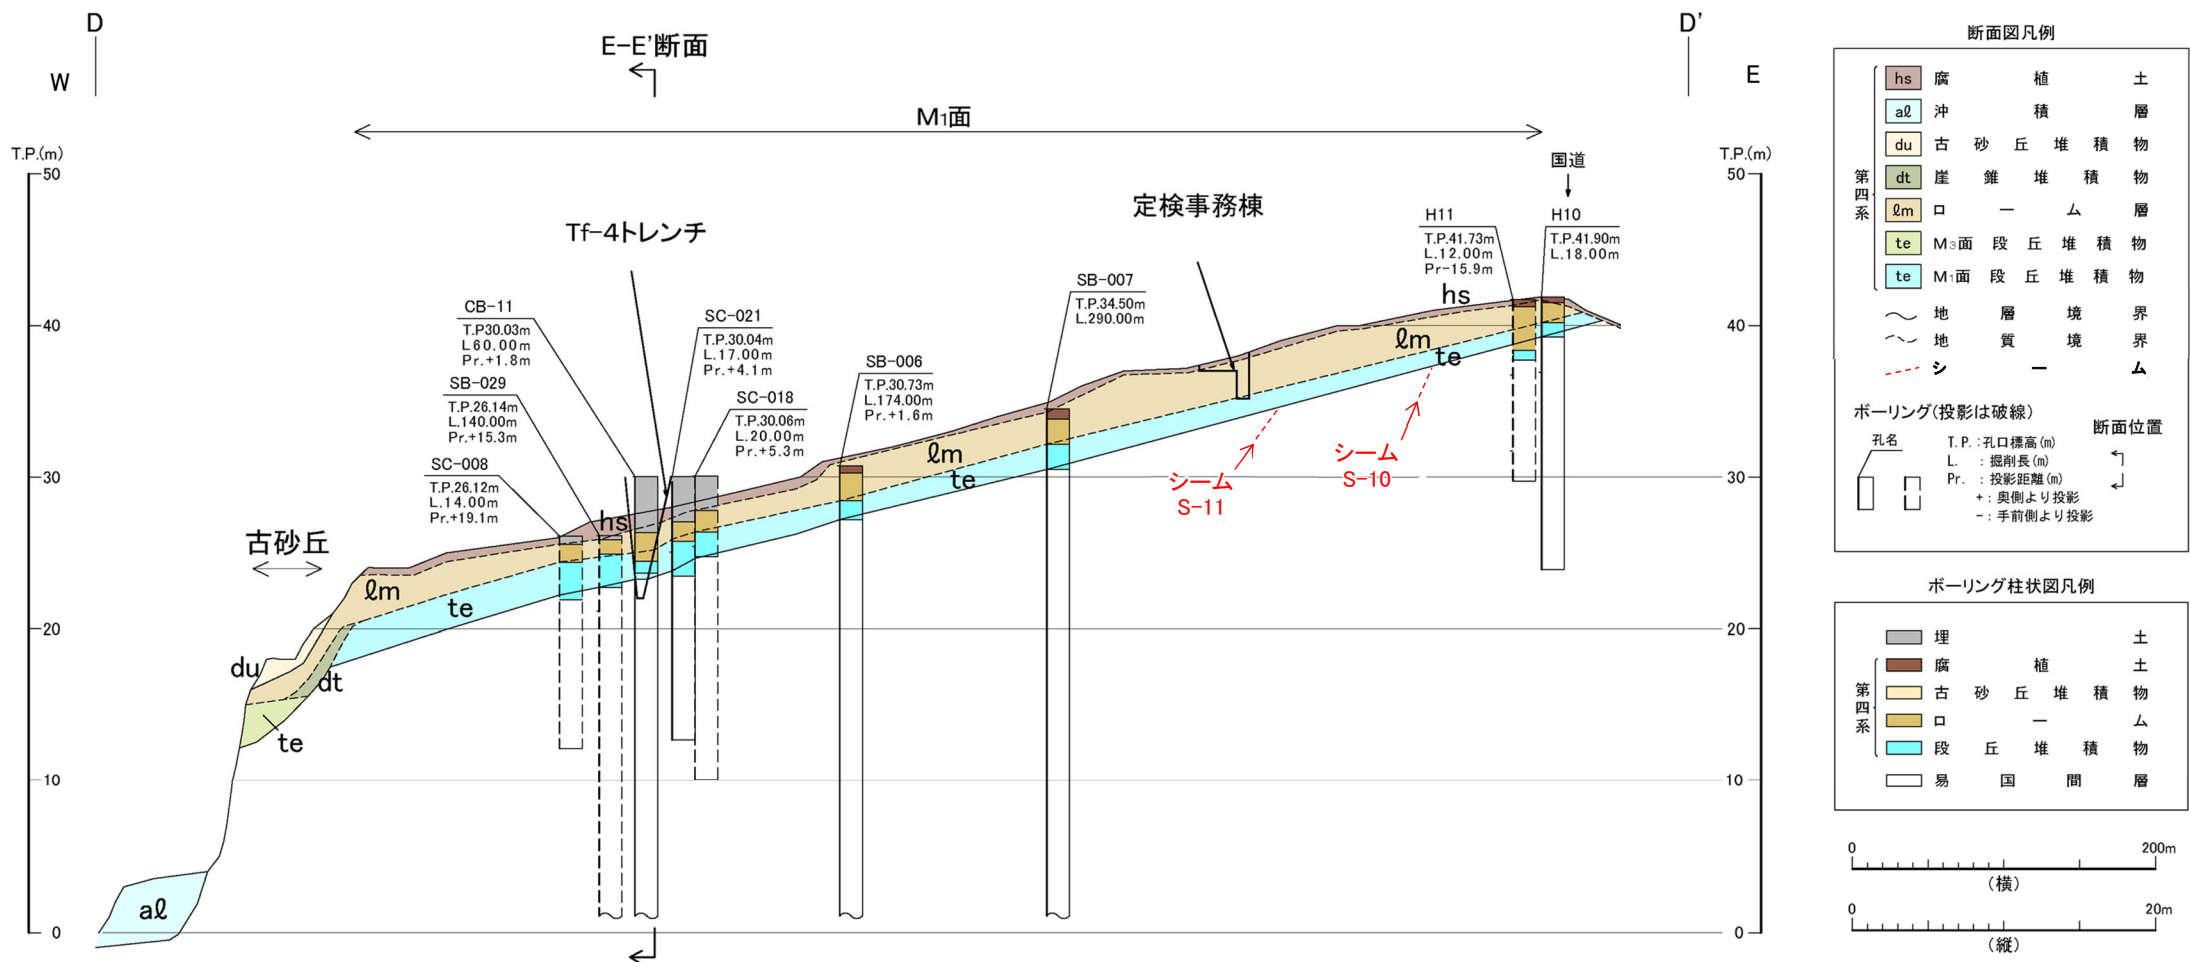 D
D'
E-E'断面
W
E
M1面
T.P.(m)
T.P.(m)
国道
50
50
定検事務棟
Tf-4トレンチ
H11
T.P.41.73m
L.12.00m
Pr-15.9m
H10
T.P.41.90m
L.18.00m
SB-007
T.P.34.50m
L.290.00m
CB-11
T.P30.03m
L60.00m
Pr.+1.8m
SC-021
T.P.30.04m
L.17.00m
Pr.+4.1m
hs
40
40
ℓm
te
SB-029
T.P.26.14m
L.140.00m
Pr.+15.3m
SB-006
T.P.30.73m
L.174.00m
Pr.+1.6m
SC-018
T.P.30.06m
L.20.00m
Pr.+5.3m
SC-008
T.P.26.12m
L.14.00m
Pr.+19.1m
ℓm
te
シーム
S-10
シーム
S-11
30
30
hs
古砂丘
ℓm
te
20
20
du
dt
te
10
10
aℓ
0
0
断面図凡例
第四系
hs 腐植土
aℓ 沖積層
du 古砂丘堆積物
dt 崖錐堆積物
ℓm ローム層
te M3面段丘堆積物
te M1面段丘堆積物
地層境界
地質境界
シーム
ボーリング(投影は破線)
孔名
T.P.:孔口標高(m)
L. :掘削長(m)
Pr. :投影距離(m)
+:奥側より投影
-:手前側より投影
断面位置
ボーリング柱状図凡例
埋土
第四系
腐植土
古砂丘堆積物
ローム
段丘堆積物
易国間層
0 200m
(横)
0 20m
(縦)